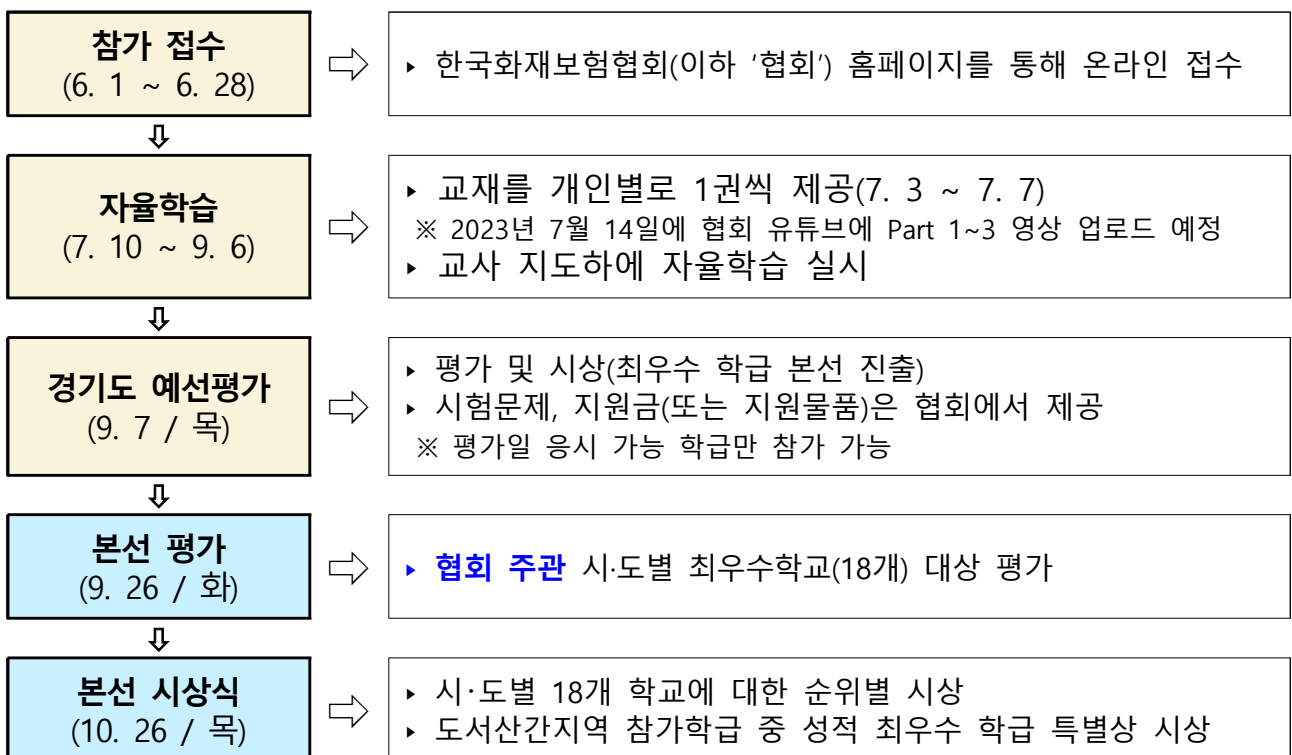 참가 접수
(6. 1 ~ 6. 28)
⇨
▸ 한국화재보험협회(이하 '협회') 홈페이지를 통해 온라인 접수
⇩
자율학습
(7. 10 ~ 9. 6)
⇨
▸ 교재를 개인별로 1권씩 제공(7. 3 ~ 7. 7)
※ 2023년 7월 14일에 협회 유튜브에 Part 1~3 영상 업로드 예정
▸ 교사 지도하에 자율학습 실시
⇩
경기도 예선평가
(9. 7 / 목)
⇨
▸ 평가 및 시상(최우수 학급 본선 진출)
▸ 시험문제, 지원금(또는 지원물품)은 협회에서 제공
※ 평가일 응시 가능 학급만 참가 가능
⇩
본선 평가
(9. 26 / 화)
⇨
▸ 협회 주관 시·도별 최우수학교(18개) 대상 평가
⇩
본선 시상식
(10. 26 / 목)
⇨
▸ 시·도별 18개 학교에 대한 순위별 시상
▸ 도서산간지역 참가학급 중 성적 최우수 학급 특별상 시상